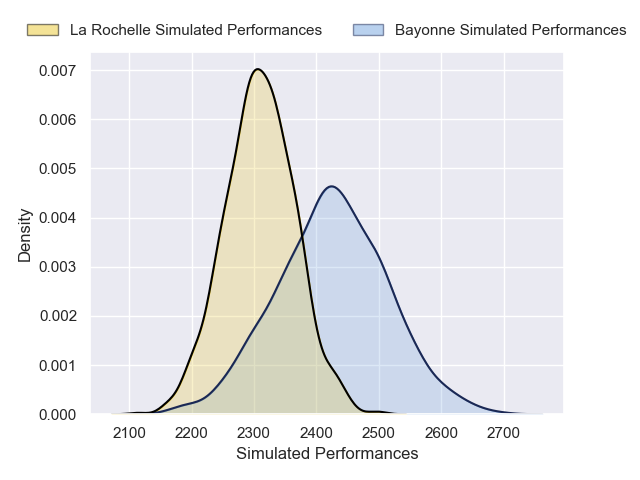 La Rochelle Simulated Performances Bayonne Simulated Performances
0.007
0.006
0.005
0.004
0.003
0.002
0.001
0.000
Density
2100 2200 2300 2400 2500 2600 2700
Simulated Performances